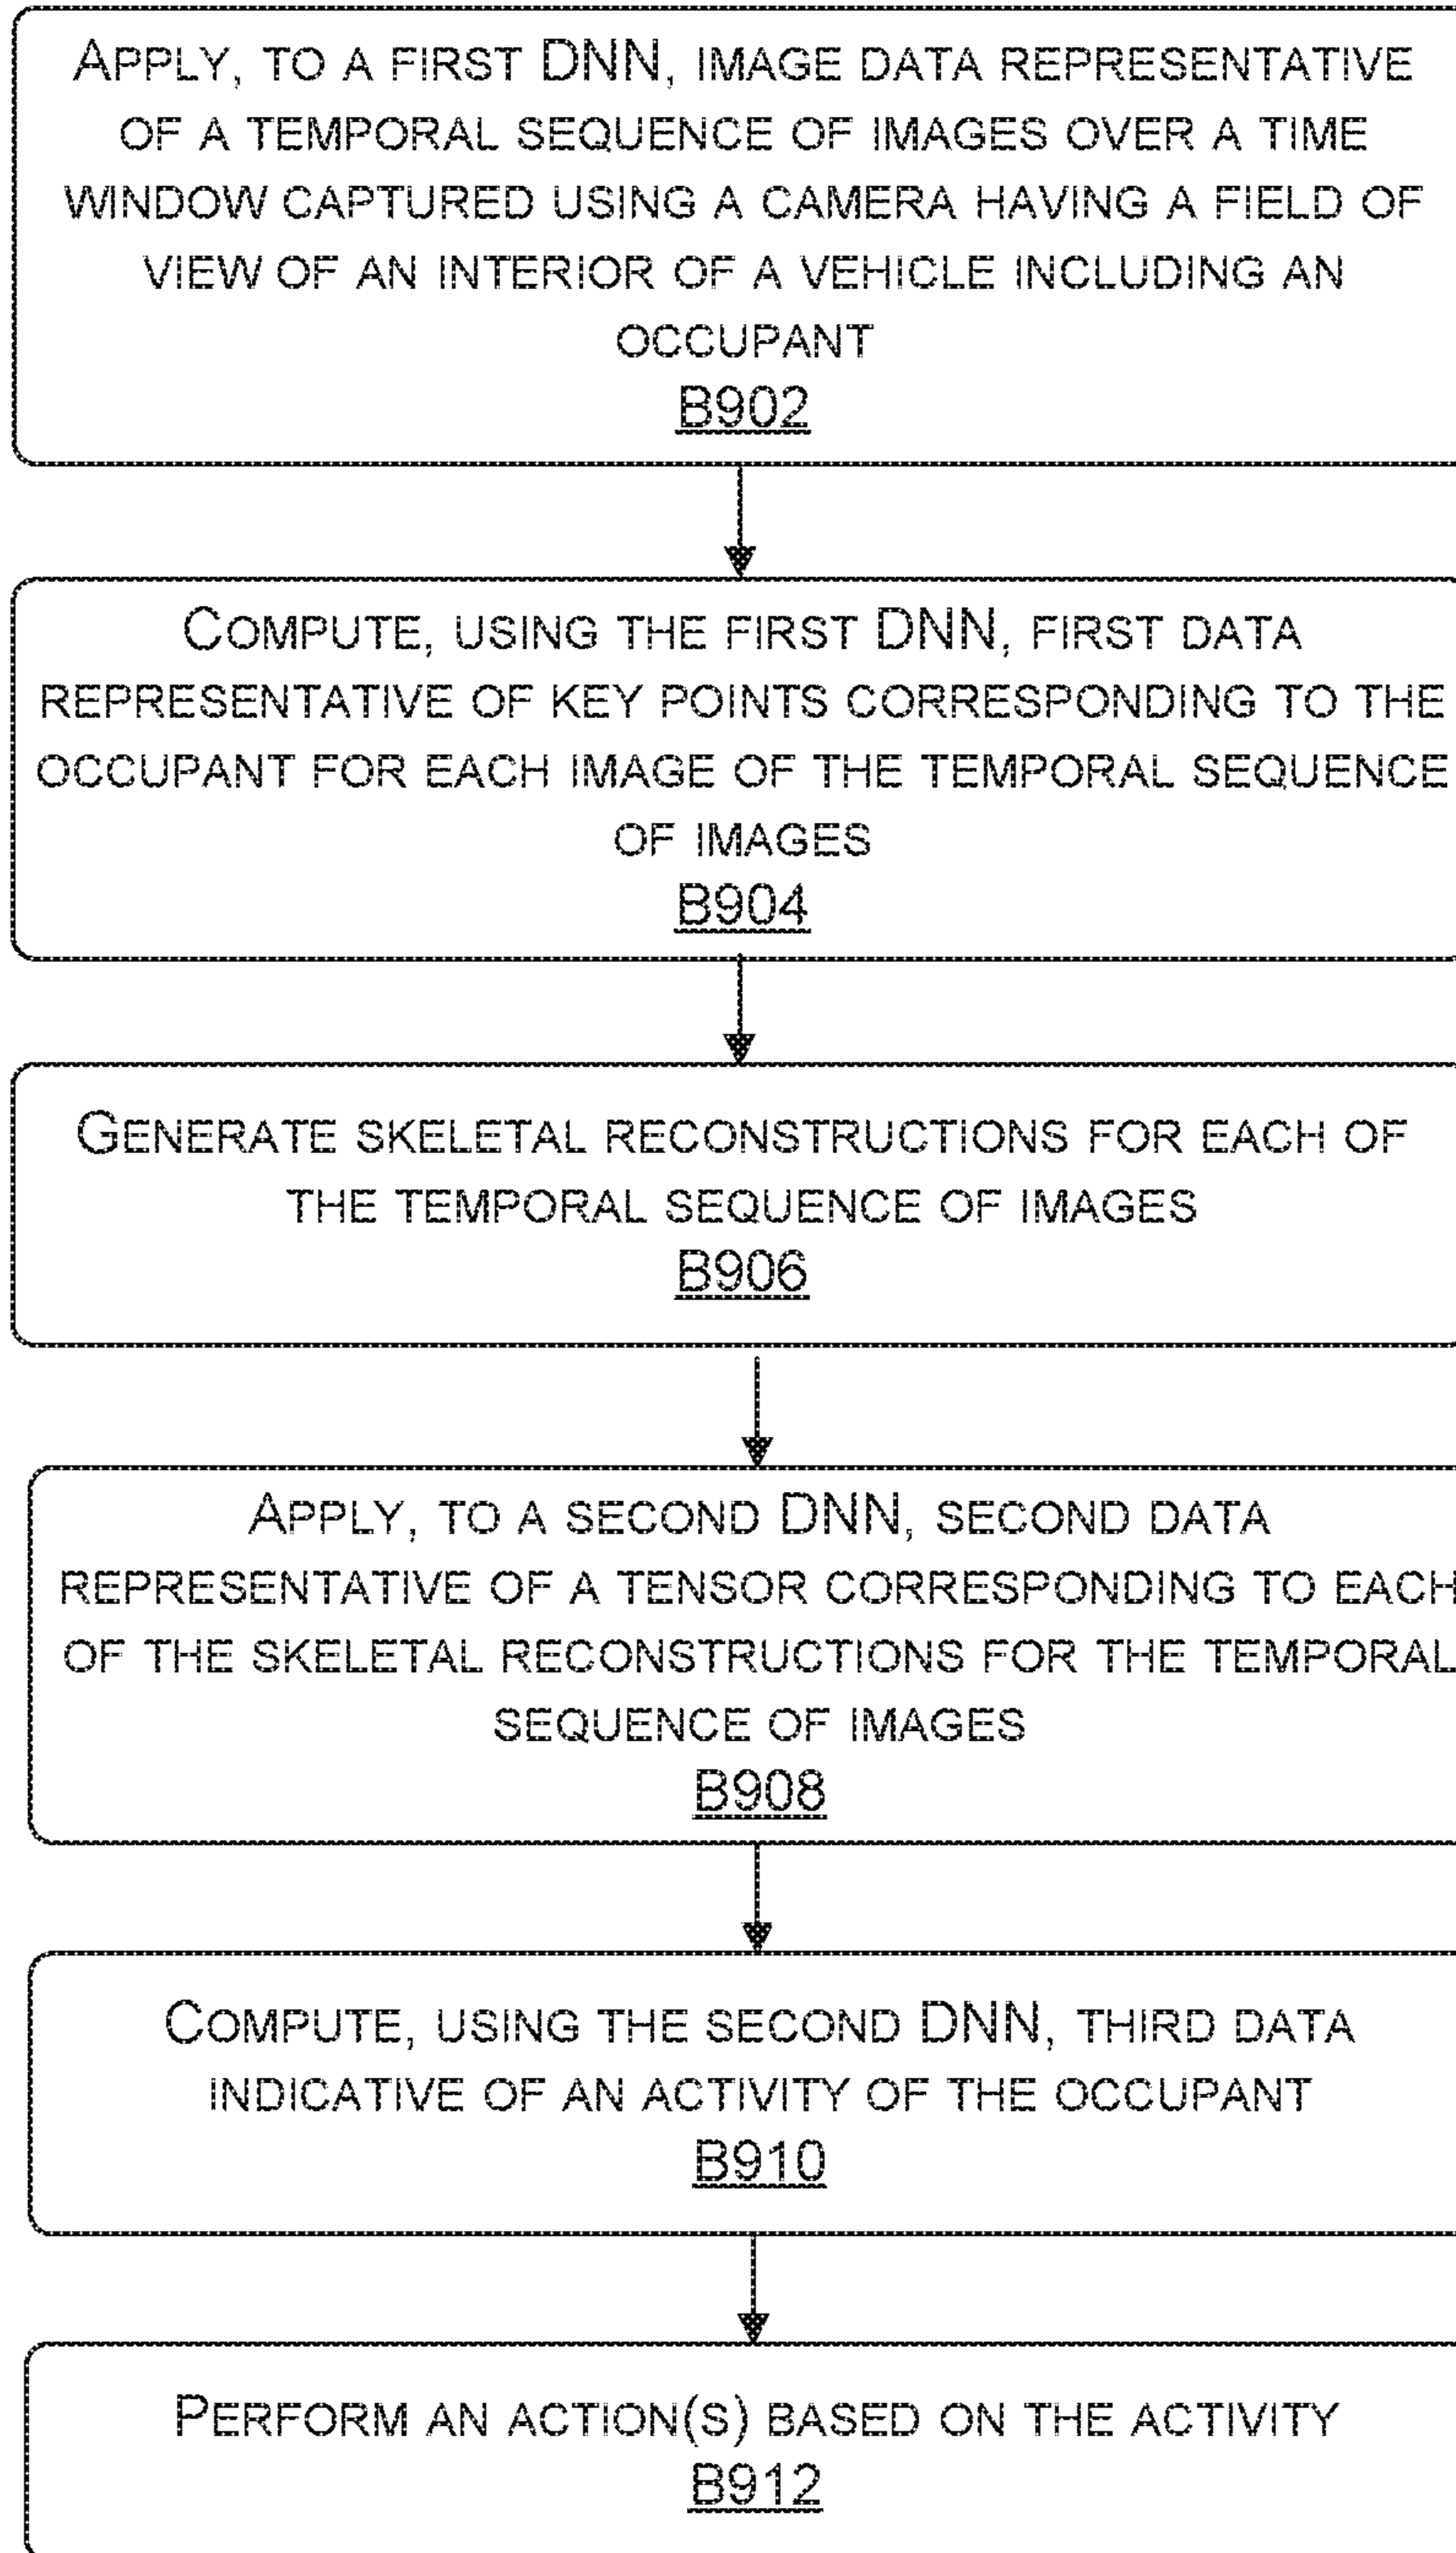 APPLY, TO A FIRST DNN, IMAGE DATA REPRESENTATIVE
OF A TEMPORAL SEQUENCE OF IMAGES OVER A TIME
WINDOW CAPTURED USING A CAMERA HAVING A FIELD OF
VIEW OF AN INTERIOR OF A VEHICLE INCLUDING AN
OCCUPANT
B902
COMPUTE, USING THE FIRST DNN, FIRST DATA
REPRESENTATIVE OF KEY POINTS CORRESPONDING TO THE
OCCUPANT FOR EACH IMAGE OF THE TEMPORAL SEQUENCE
OF IMAGES
B904
GENERATE SKELETAL RECONSTRUCTIONS FOR EACH OF
THE TEMPORAL SEQUENCE OF IMAGES
B906
APPLY, TO A SECOND DNN, SECOND DATA
REPRESENTATIVE OF A TENSOR CORRESPONDING TO EACH
OF THE SKELETAL RECONSTRUCTIONS FOR THE TEMPORAL
SEQUENCE OF IMAGES
B908
COMPUTE, USING THE SECOND DNN, THIRD DATA
INDICATIVE OF AN ACTIVITY OF THE OCCUPANT
B910
PERFORM AN ACTION(S) BASED ON THE ACTIVITY
B912